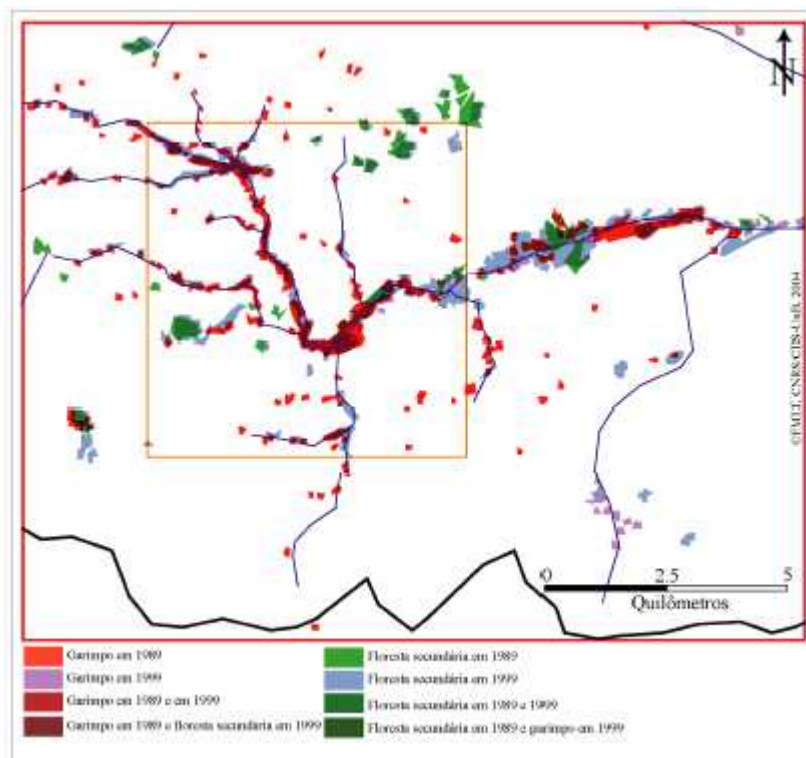 N
©FMLT, CNRS/CDS-UnB, 2004
0 2.5 5
Quilômetros
Garimpo em 1989
Garimpo em 1999
Garimpo em 1989 e em 1999
Garimpo em 1989 e floresta secundária em 1999
Floresta secundária em 1989
Floresta secundária em 1999
Floresta secundária em 1989 e 1999
Floresta secundária em 1989 e garimpo em 1999